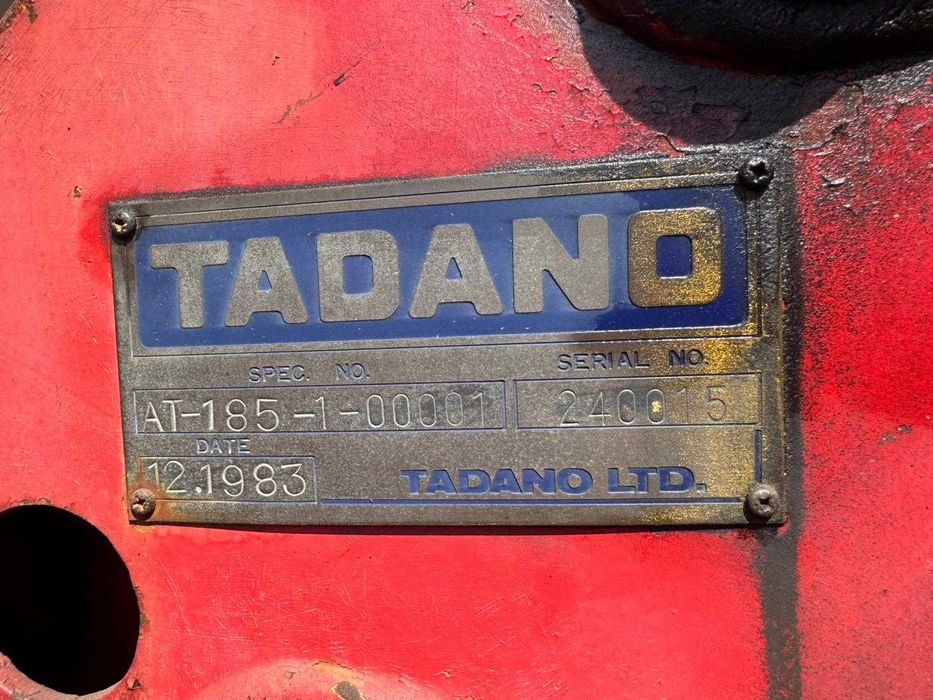 TADANO
SPEC. NO. SERIAL NO.
AT-185-1-00001 240015
DATE
12.1983 TADANO LTD.